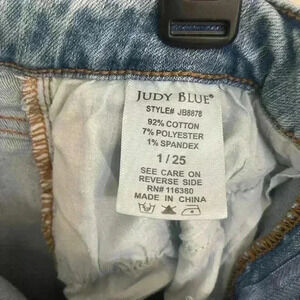 JUDY BLUE®
STYLE# JB8878
92% COTTON
7% POLYESTER
1% SPANDEX
1 / 25
SEE CARE ON
REVERSE SIDE
RN# 116380
MADE IN CHINA